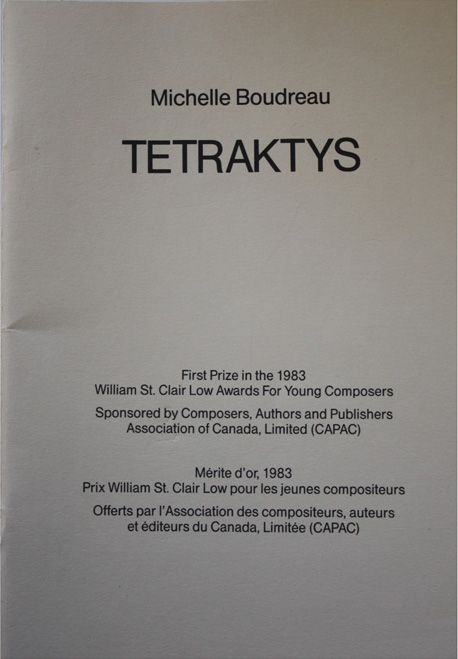 Michelle Boudreau
TETRAKTYS
First Prize in the 1983
William St. Clair Low Awards For Young Composers
Sponsored by Composers, Authors and Publishers
Association of Canada, Limited (CAPAC)
Mérite d'or, 1983
Prix William St. Clair Low pour les jeunes compositeurs
Offerts par l'Association des compositeurs, auteurs
et éditeurs du Canada, Limitée (CAPAC)